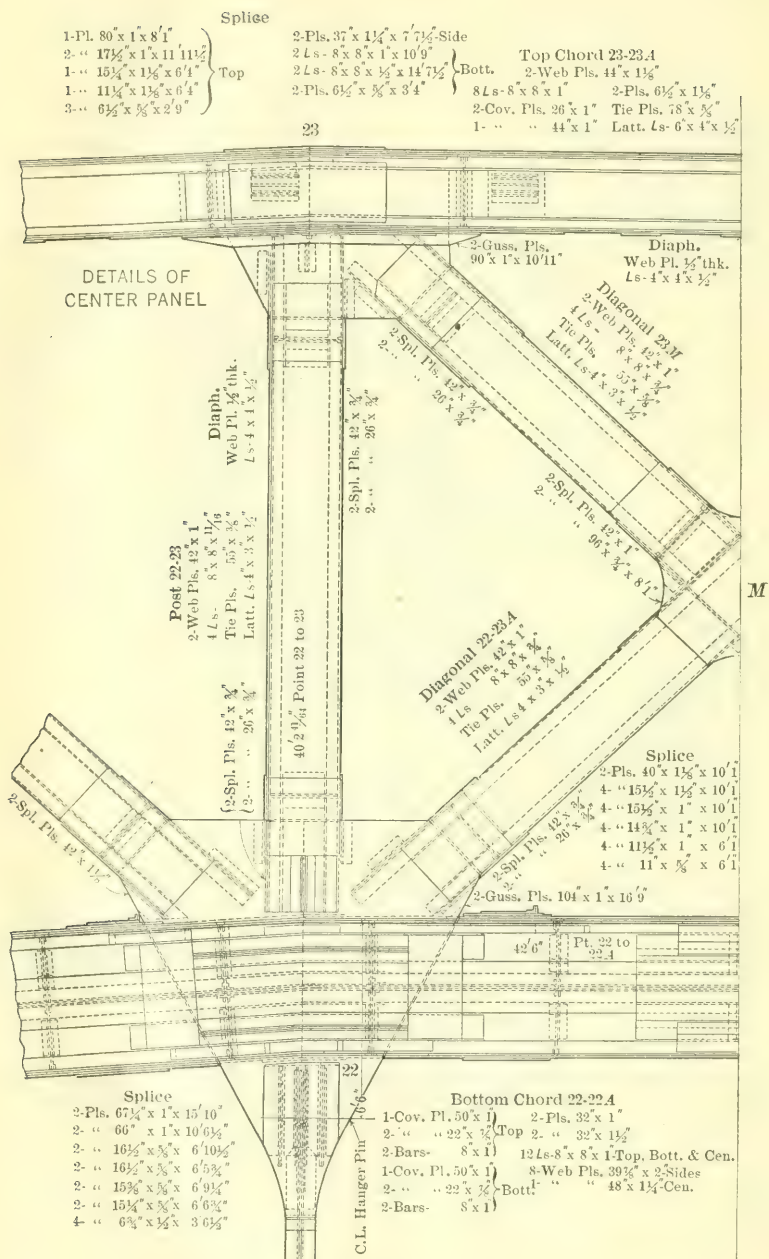 Splice
1-Pl. 80"x 1"x 8'1"
2- " 17½"x 1"x 11'11¼"
1- " 15¼"x 1⅛"x 6'4"
1- " 11¼"x 1⅛"x 6'4"
3- " 6½"x ⅝"x 2'9"
Top
2-Pls. 37"x 1¼"x 7'7½"-Side
2 Ls- 8"x 8"x 1"x 10'9"
2 Ls- 8"x 8"x ½"x 14'7½"
2-Pls. 6½"x ⅝"x 3'4"
Bott.
Top Chord 23-23A
2-Web Pls. 44"x 1⅛"
8 Ls-8"x 8"x 1" 2-Pls. 6½"x 1⅛"
2-Cov. Pls. 26"x 1" Tie Pls. 78"x ⅝"
1- " " 44"x 1" Latt. Ls- 6"x 4"x ½"
23
DETAILS OF
CENTER PANEL
2-Guss. Pls.
90"x 1"x 10'11"
Diaph.
Web Pl. ½"thk.
Ls-4"x 4"x ½"
Diagonal 23M
2-Web Pls. 42"x 1"
4 Ls - 8"x 8"x ¾"
Tie Pls. 55"x ⅝"
Latt. Ls-4"x 3"x ½"
2-Spl. Pls. 42"x ¾"
2- " " 26"x ¾"
Diaph.
Web Pl. ½"thk.
Ls-4"x 4"x ½"
2-Spl. Pls. 42"x ¾"
2- " " 26"x ¾"
2-Spl. Pls. 42"x 1"
2- " " 96"x ¾"x 8'1"
M
Post 22-23
2-Web Pls. 42"x 1"
4 Ls- 8"x 8"x 11/16"
Tie Pls. 55"x ⅜"
Latt. Ls 4"x 3"x ½"
40'2 41/64" Point 22 to 23
2-Spl. Pls. 42"x ¾"
2- " " 26"x ¾"
Diagonal 22-23A
2-Web Pls. 42"x 1"
4 Ls 8"x 8"x ¾"
Tie Pls. 55"x ⅝"
Latt. Ls 4"x 3"x ½"
2-Spl. Pls. 42"x 1⅛"
2-Spl. Pls. 42"x ¾"
2- " " 26"x ¾"
Splice
2-Pls. 40"x 1⅛"x 10'1
4- " 15½"x 1½"x 10'1
4- " 15½"x 1" x 10'1
4- " 14¾"x 1" x 10'1
4- " 11½"x 1" x 6'1
4- " 11"x ⅝" x 6'1
2-Guss. Pls. 104"x 1"x 16'9"
42'6" Pt. 22 to
22A
22
6'6"
C.L. Hanger Pin
Splice
2-Pls. 67¼"x 1"x 15'10"
2- " 66" x 1"x 10'6½"
2- " 16½"x ⅝"x 6'10½"
2- " 16½"x ⅝"x 6'5¾"
2- " 15⅜"x ⅝"x 6'9¼"
2- " 15¼"x ⅝"x 6'6¾"
4- " 6¾"x ½"x 3'6½"
Bottom Chord 22-22A
1-Cov. Pl. 50"x 1"
2- " " 22"x ⅞"
2-Bars- 8"x 1"
Top
2-Pls. 32"x 1"
2- " 32"x 1½"
12 Ls-8"x 8"x 1"-Top, Bott. & Cen.
1-Cov. Pl. 50"x 1"
2- " " 22"x ⅞"
2-Bars- 8"x 1"
Bott.
8-Web Pls. 39⅞"x 2"-Sides
1- " " 48"x 1¼"-Cen.